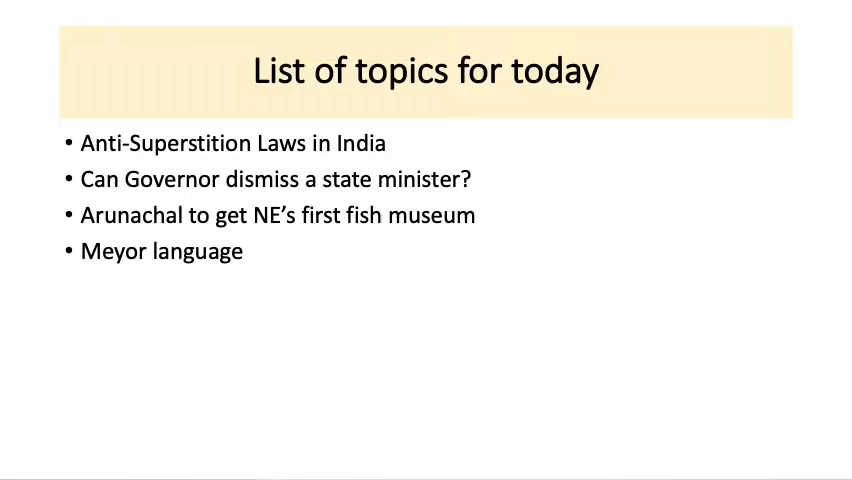 List of topics for today
• Anti-Superstition Laws in India
• Can Governor dismiss a state minister?
• Arunachal to get NE’s first fish museum
• Meyor language